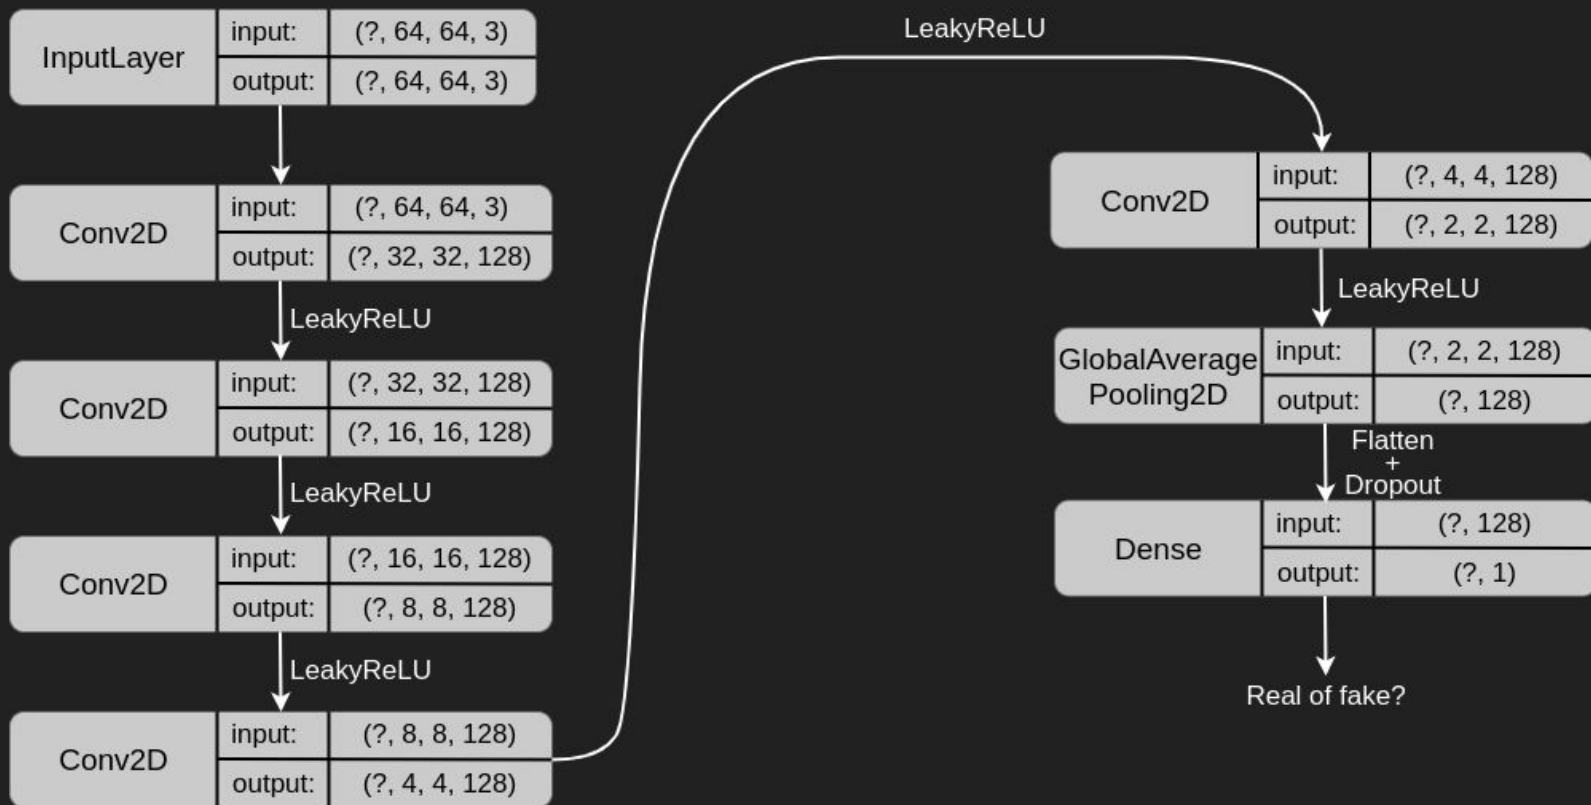 InputLayer
input: (?, 64, 64, 3)
output: (?, 64, 64, 3)
Conv2D
input: (?, 64, 64, 3)
output: (?, 32, 32, 128)
LeakyReLU
Conv2D
input: (?, 32, 32, 128)
output: (?, 16, 16, 128)
LeakyReLU
Conv2D
input: (?, 16, 16, 128)
output: (?, 8, 8, 128)
LeakyReLU
Conv2D
input: (?, 8, 8, 128)
output: (?, 4, 4, 128)
LeakyReLU
Conv2D
input: (?, 4, 4, 128)
output: (?, 2, 2, 128)
LeakyReLU
GlobalAverage
Pooling2D
input: (?, 2, 2, 128)
output: (?, 128)
Flatten
+
Dropout
Dense
input: (?, 128)
output: (?, 1)
Real of fake?